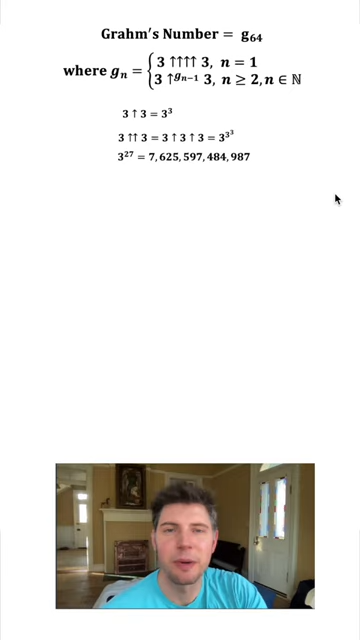 Grahm's Number = g₆₄
where gₙ = { 3 ↑↑↑↑ 3, n = 1
3 ↑^gₙ₋₁ 3, n ≥ 2, n ∈ ℕ
3 ↑ 3 = 3³
3 ↑↑ 3 = 3 ↑ 3 ↑ 3 = 3^3^3
3²⁷ = 7,625,597,484,987